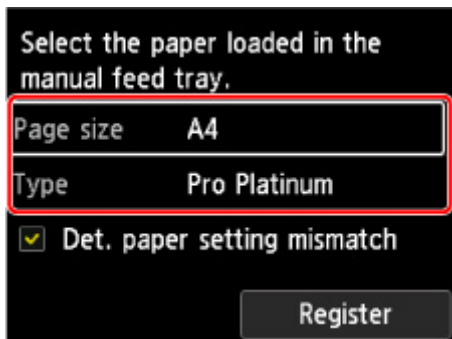 Select the paper loaded in the
manual feed tray.
Page size A4
Type Pro Platinum
Det. paper setting mismatch
Register